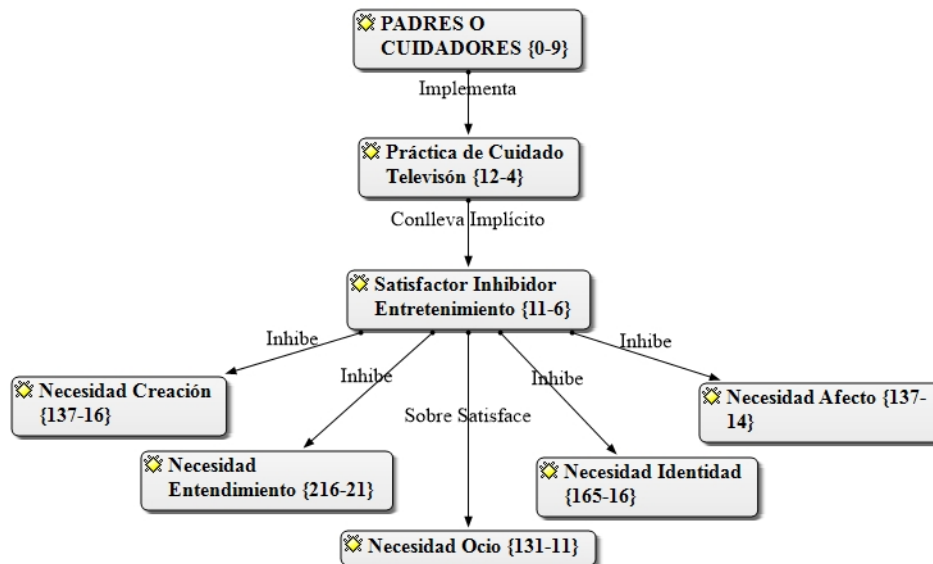 PADRES O
CUIDADORES {0-9}
Implementa
Práctica de Cuidado
Televisón {12-4}
Conlleva Implícito
Satisfactor Inhibidor
Entretenimiento {11-6}
Inhibe
Inhibe
Inhibe
Inhibe
Sobre Satisface
Necesidad Creación
{137-16}
Necesidad Afecto {137-
14}
Necesidad
Entendimiento {216-21}
Necesidad Identidad
{165-16}
Necesidad Ocio {131-11}